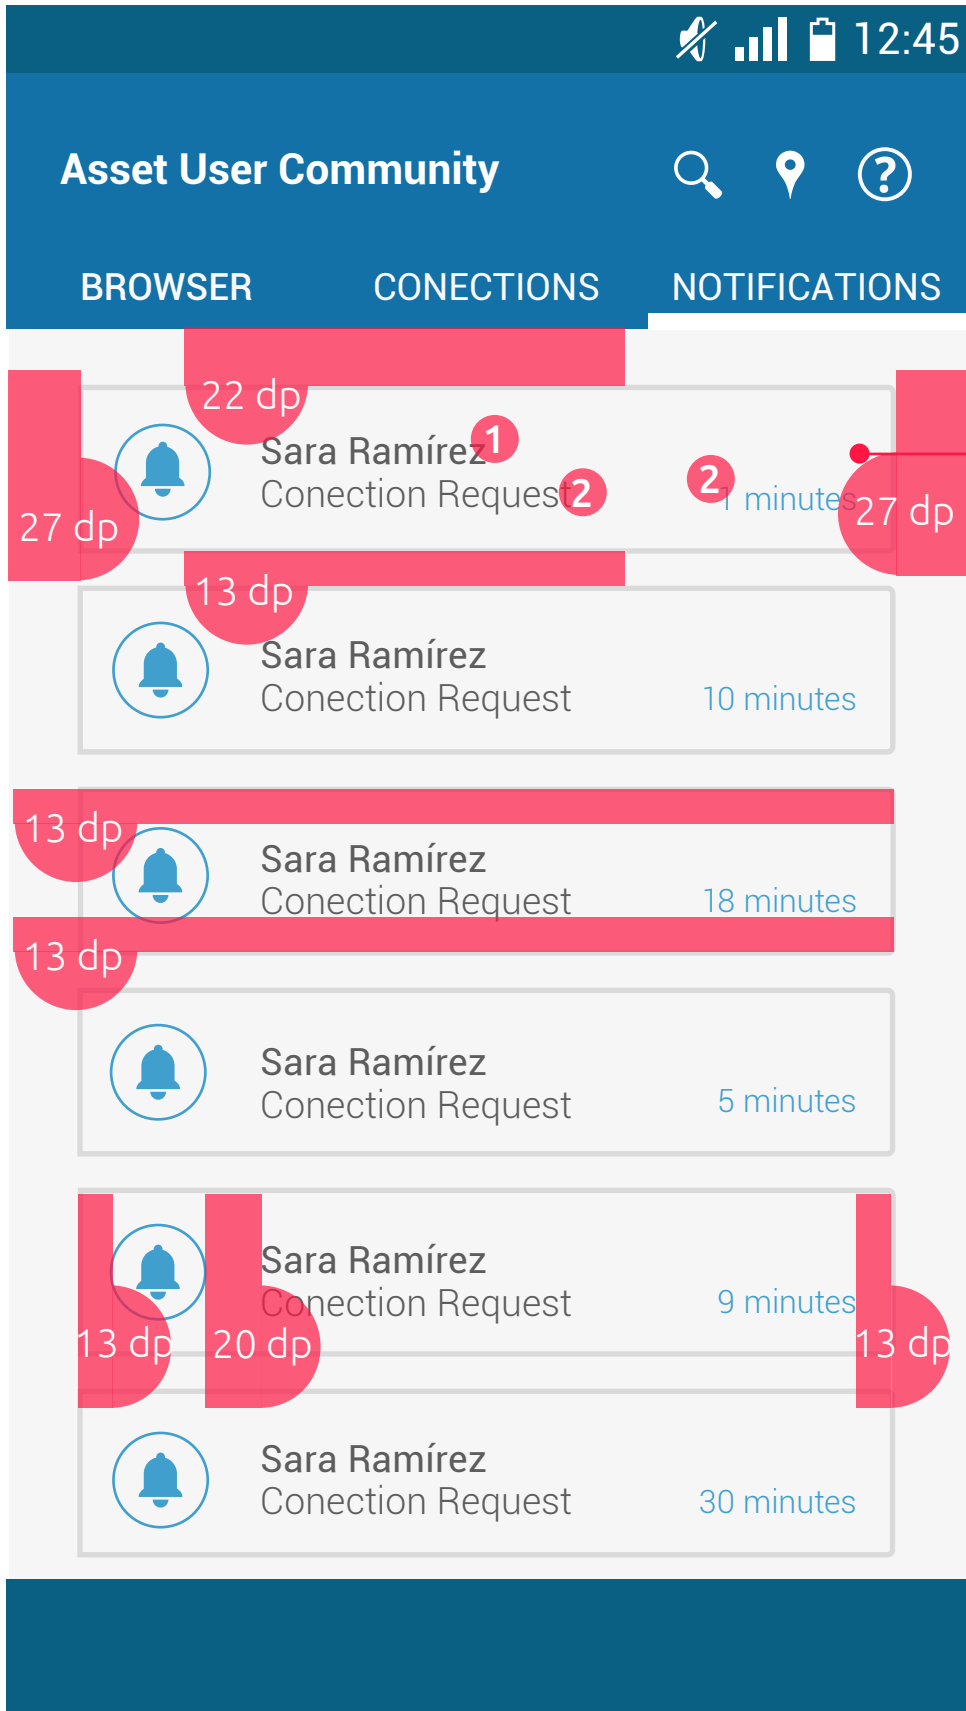 12:45
Asset User Community
?
BROWSER CONECTIONS NOTIFICATIONS
22 dp
Sara Ramírez 1
Conection Request 2 2 1 minutes
27 dp 27 dp
13 dp
Sara Ramírez
Conection Request 10 minutes
13 dp
Sara Ramírez
Conection Request 18 minutes
13 dp
Sara Ramírez
Conection Request 5 minutes
Sara Ramírez
Conection Request 9 minutes
13 dp 20 dp 13 dp
Sara Ramírez
Conection Request 30 minutes